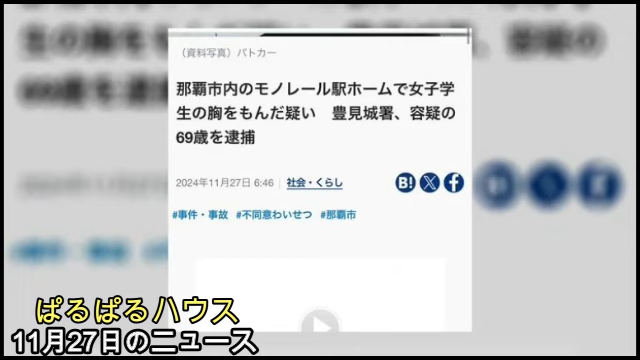 （資料写真）パトカー
那覇市内のモノレール駅ホームで女子学
生の胸をもんだ疑い　豊見城署、容疑の
69歳を逮捕
2024年11月27日 6:46
社会・くらし
B!
#事件・事故 #不同意わいせつ #那覇市
ぱるぱるハウス
11月27日のニュース